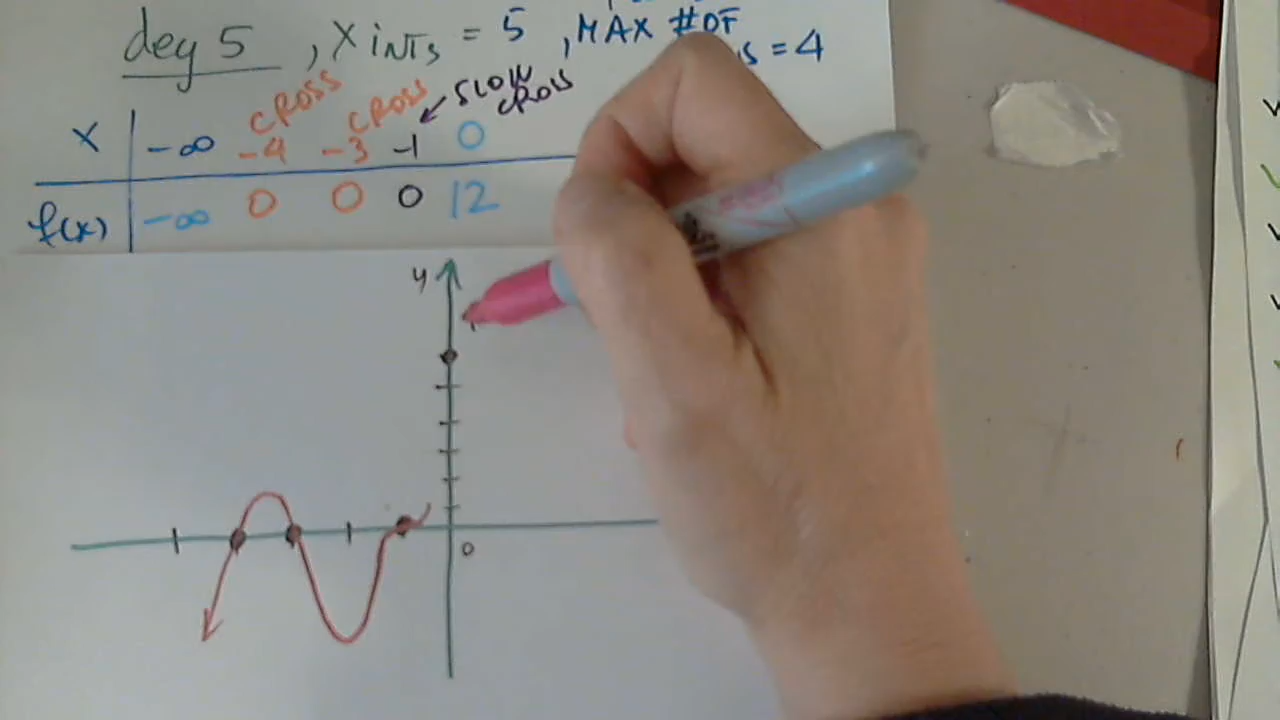 deg 5, X INTS = 5, MAX # OF
= 4
CROSS CROSS SLOW
CROSS
X -∞ -4 -3 -1 0
f(x) -∞ 0 0 0 12
y
0